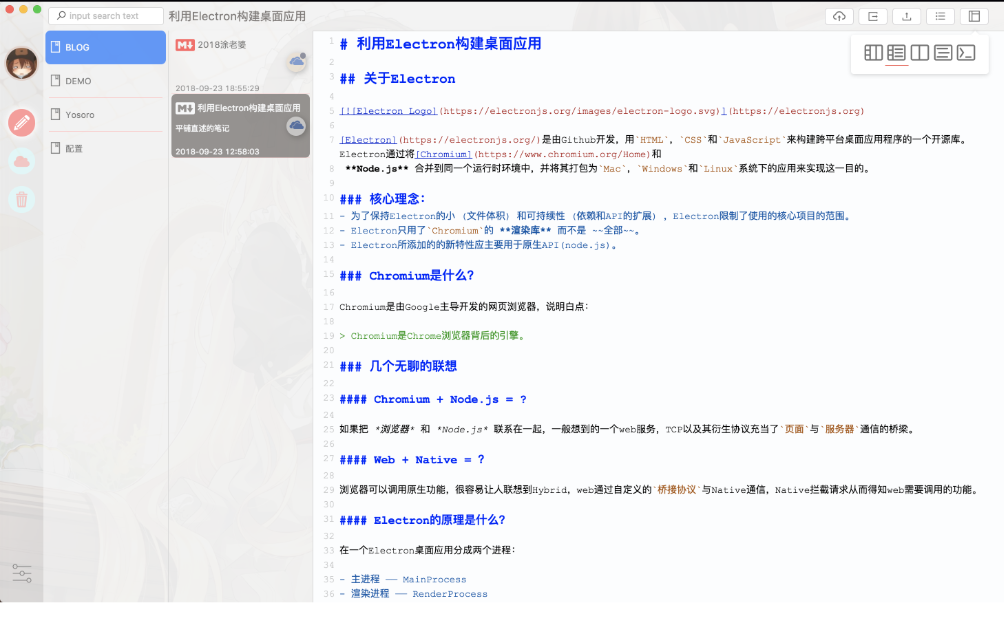 input search text
利用Electron构建桌面应用
BLOG
DEMO
Yosoro
配置
M↓ 2018涂老婆
2018-09-23 18:55:29
M↓ 利用Electron构建桌面应用
平铺直述的笔记
2018-09-23 12:58:03
1 # 利用Electron构建桌面应用
2
3 ## 关于Electron
4
5 [![Electron Logo](https://electronjs.org/images/electron-logo.svg)](https://electronjs.org)
6
7 [Electron](https://electronjs.org/)是由Github开发，用`HTML`，`CSS`和`JavaScript`来构建跨平台桌面应用程序的一个开源库。
Electron通过将[Chromium](https://www.chromium.org/Home)和
8 **Node.js** 合并到同一个运行时环境中，并将其打包为`Mac`，`Windows`和`Linux`系统下的应用来实现这一目的。
9
10 ### 核心理念：
11 - 为了保持Electron的小（文件体积）和可持续性（依赖和API的扩展），Electron限制了使用的核心项目的范围。
12 - Electron只用了`Chromium`的 **渲染库** 而不是 ~~全部~~。
13 - Electron所添加的的新特性应主要用于原生API(node.js)。
14
15 ### Chromium是什么？
16
17 Chromium是由Google主导开发的网页浏览器，说明白点：
18
19 > Chromium是Chrome浏览器背后的引擎。
20
21 ### 几个无聊的联想
22
23 #### Chromium + Node.js = ?
24
25 如果把 *浏览器* 和 *Node.js* 联系在一起，一般想到的一个web服务，TCP以及其衍生协议充当了`页面`与`服务器`通信的桥梁。
26
27 #### Web + Native = ？
28
29 浏览器可以调用原生功能，很容易让人联想到Hybrid，web通过自定义的`桥接协议`与Native通信，Native拦截请求从而得知web需要调用的功能。
30
31 #### Electron的原理是什么？
32
33 在一个Electron桌面应用分成两个进程：
34
35 - 主进程 —— MainProcess
36 - 渲染进程 —— RenderProcess